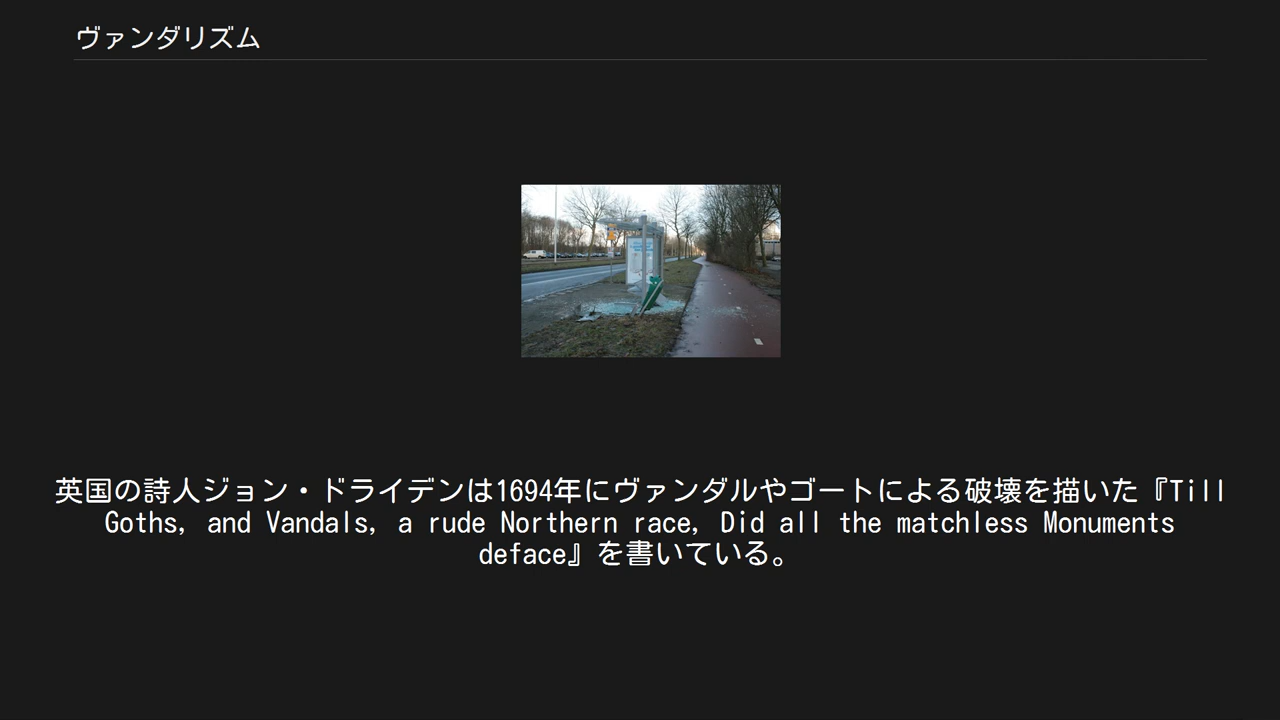 ヴァンダリズム
英国の詩人ジョン・ドライデンは1694年にヴァンダルやゴートによる破壊を描いた『Till
Goths, and Vandals, a rude Northern race, Did all the matchless Monuments
deface』を書いている。